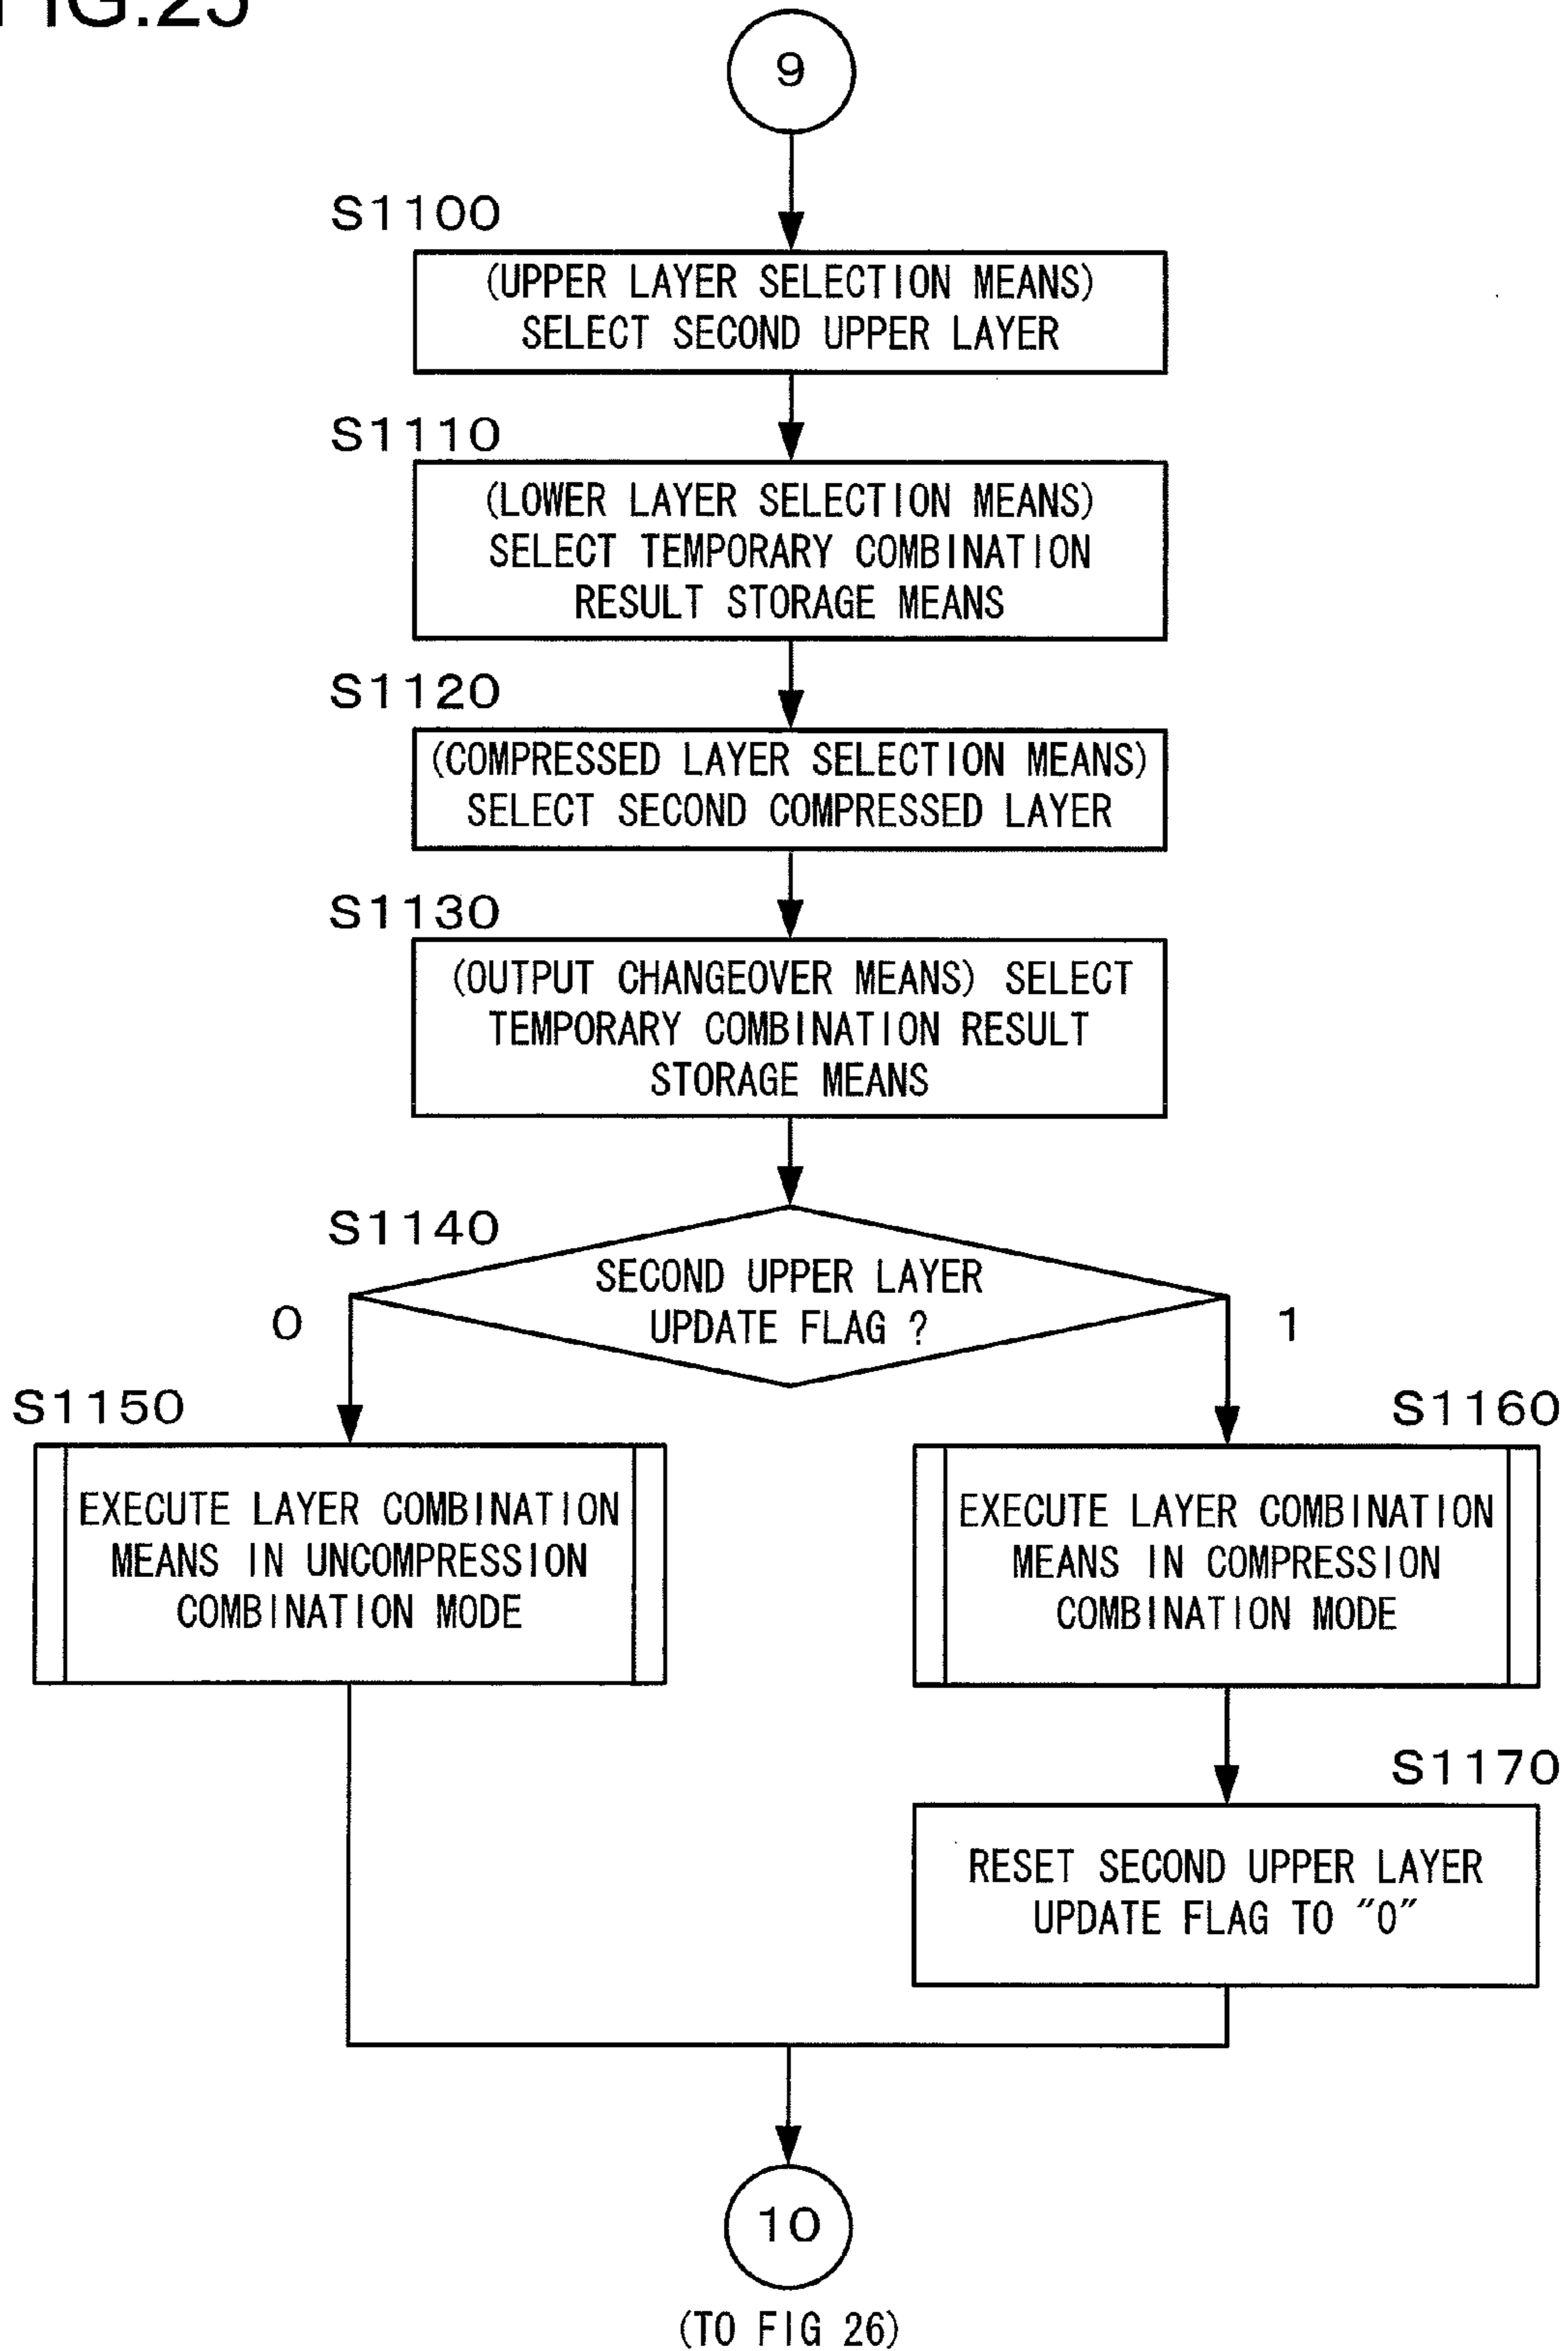 FIG.25
9
S1100
(UPPER LAYER SELECTION MEANS)
SELECT SECOND UPPER LAYER
S1110
(LOWER LAYER SELECTION MEANS)
SELECT TEMPORARY COMBINATION
RESULT STORAGE MEANS
S1120
(COMPRESSED LAYER SELECTION MEANS)
SELECT SECOND COMPRESSED LAYER
S1130
(OUTPUT CHANGEOVER MEANS) SELECT
TEMPORARY COMBINATION RESULT
STORAGE MEANS
S1140
SECOND UPPER LAYER
UPDATE FLAG ?
0
1
S1150
EXECUTE LAYER COMBINATION
MEANS IN UNCOMPRESSION
COMBINATION MODE
S1160
EXECUTE LAYER COMBINATION
MEANS IN COMPRESSION
COMBINATION MODE
S1170
RESET SECOND UPPER LAYER
UPDATE FLAG TO "0"
10
(TO FIG 26)